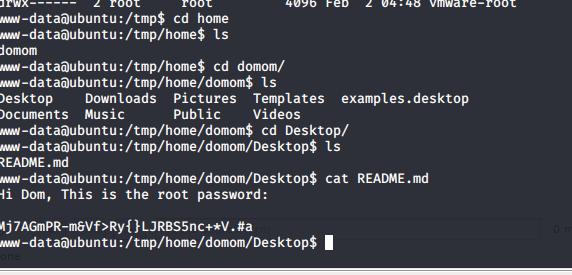 drwx------  2 root     root         4096 Feb  2 04:48 vmware-root
www-data@ubuntu:/tmp$ cd home
www-data@ubuntu:/tmp/home$ ls
domom
www-data@ubuntu:/tmp/home$ cd domom/
www-data@ubuntu:/tmp/home/domom$ ls
Desktop    Downloads  Pictures  Templates  examples.desktop
Documents  Music      Public    Videos
www-data@ubuntu:/tmp/home/domom$ cd Desktop/
www-data@ubuntu:/tmp/home/domom/Desktop$ ls
README.md
www-data@ubuntu:/tmp/home/domom/Desktop$ cat README.md
Hi Dom, This is the root password:
Mj7AGmPR-m&Vf>Ry{}LJRBS5nc+*V.#a
www-data@ubuntu:/tmp/home/domom/Desktop$